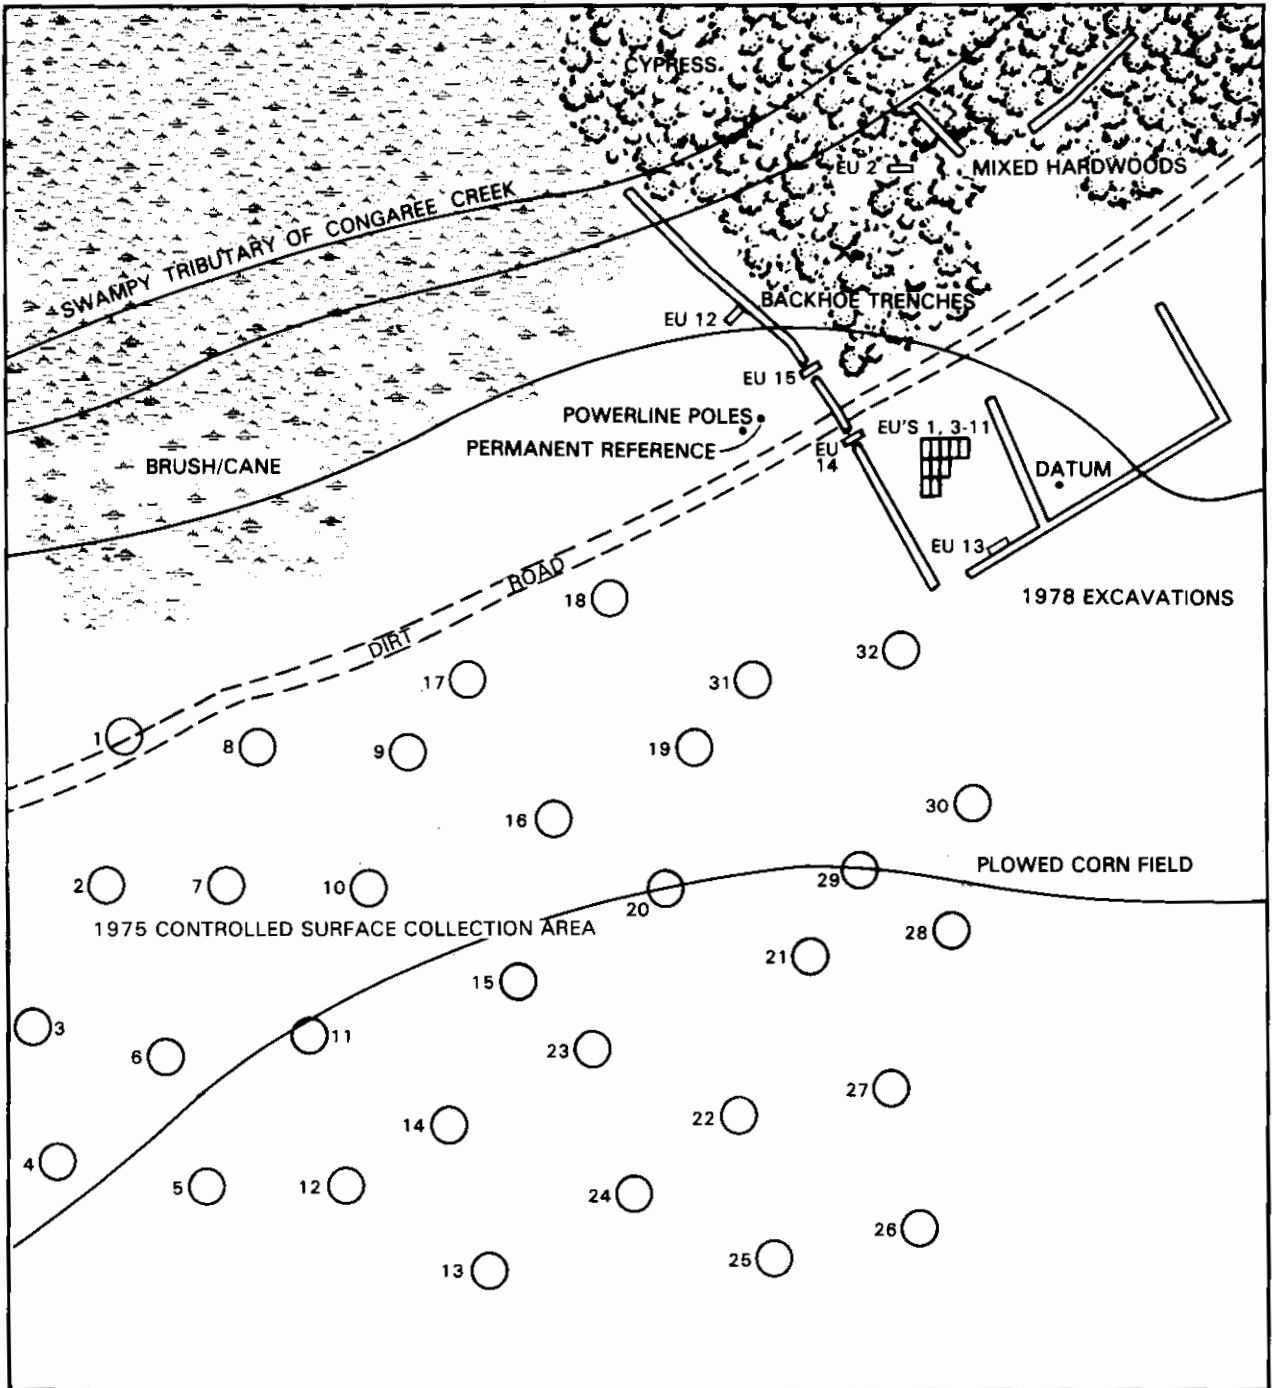 CYPRESS
EU 2
MIXED HARDWOODS
SWAMPY TRIBUTARY OF CONGAREE CREEK
BACKHOE TRENCHES
EU 12
EU 15
POWERLINE POLES
PERMANENT REFERENCE
EU 14
EU'S 1, 3-11
DATUM
BRUSH/CANE
EU 13
1978 EXCAVATIONS
DIRT ROAD
18
32
17
31
1
8
9
19
30
16
PLOWED CORN FIELD
2
7
10
20
29
1975 CONTROLLED SURFACE COLLECTION AREA
28
21
15
3
6
11
23
27
14
22
4
5
12
24
26
13
25